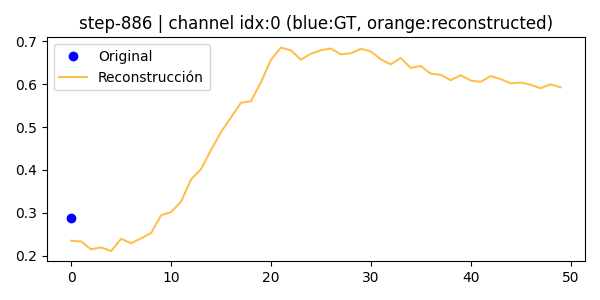 step-886 | channel idx:0 (blue:GT, orange:reconstructed)
0.7
0.6
0.5
0.4
0.3
0.2
Original
Reconstrucción
0 10 20 30 40 50